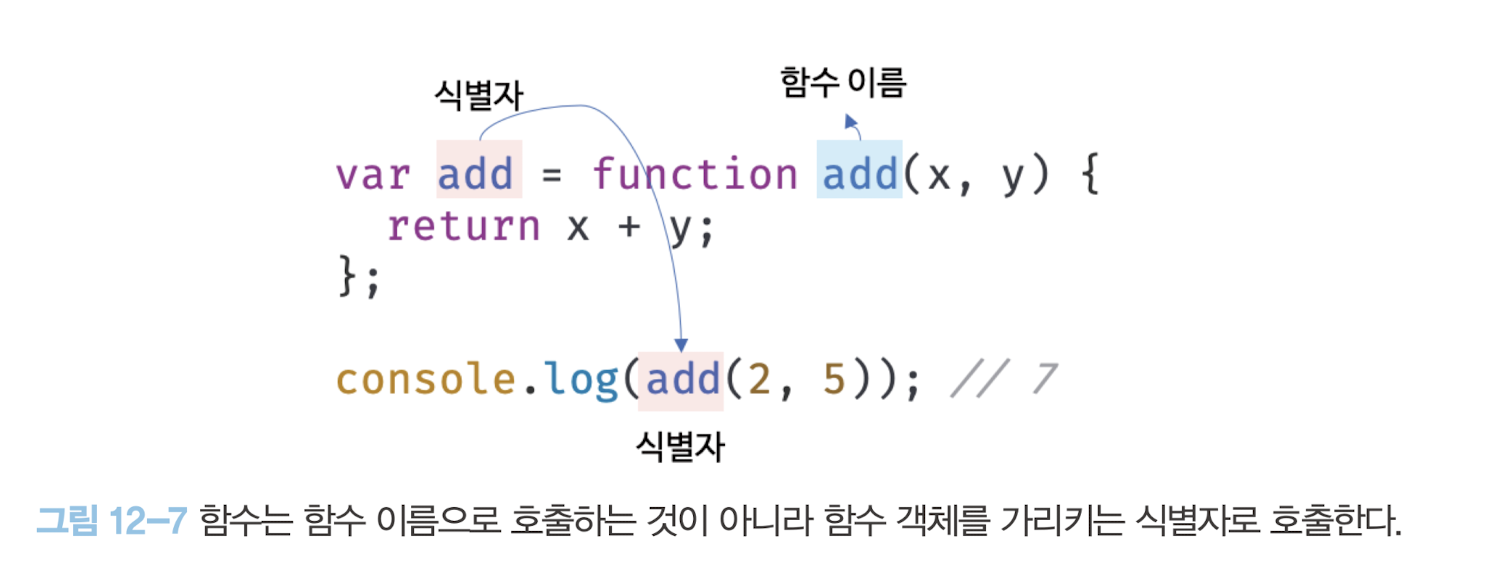 식별자 함수 이름
var add = function add(x, y) {
  return x + y;
};
console.log(add(2, 5)); // 7
식별자
그림 12-7 함수는 함수 이름으로 호출하는 것이 아니라 함수 객체를 가리키는 식별자로 호출한다.